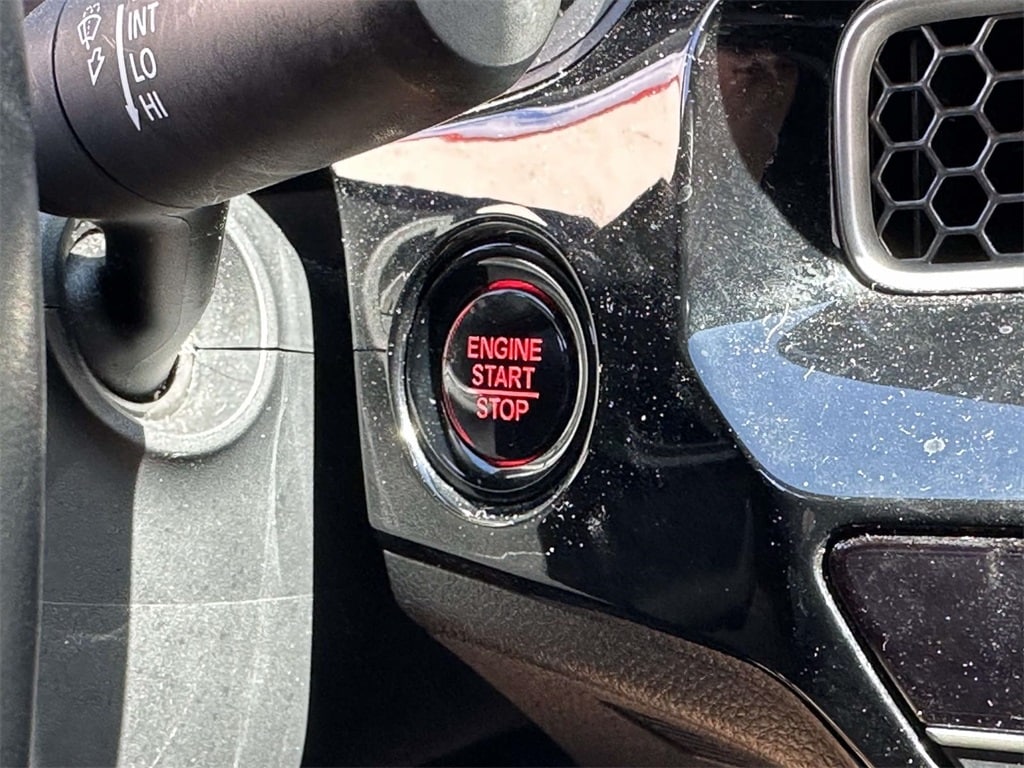 INT
LO
HI
ENGINE
START
STOP